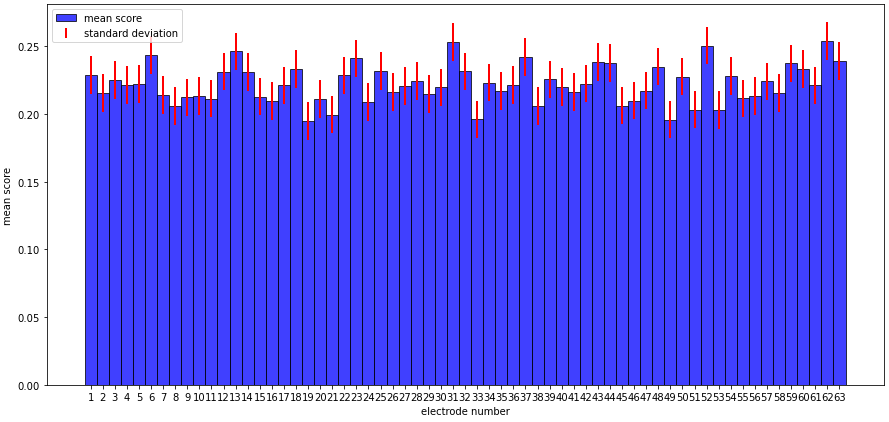 mean score
standard deviation
0.25
0.20
0.15
0.10
0.05
0.00
mean score
1 2 3 4 5 6 7 8 9 10 11 12 13 14 15 16 17 18 19 20 21 22 23 24 25 26 27 28 29 30 31 32 33 34 35 36 37 38 39 40 41 42 43 44 45 46 47 48 49 50 51 52 53 54 55 56 57 58 59 60 61 62 63
electrode number